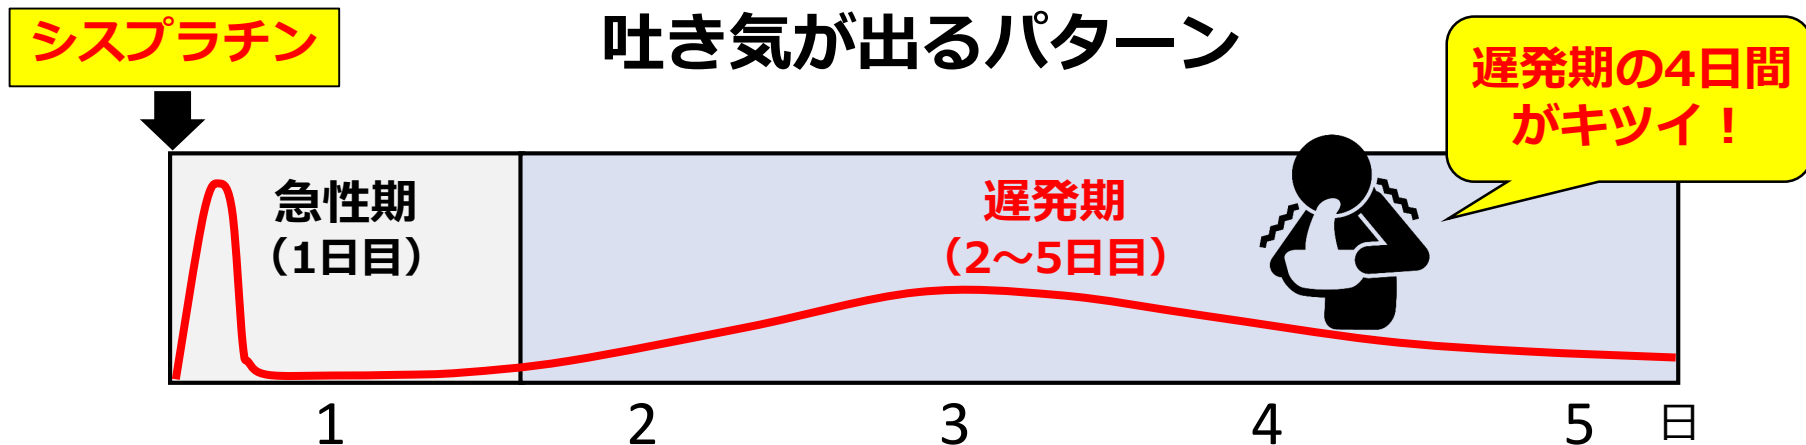 シスプラチン
吐き気が出るパターン
遅発期の4日間
がキツイ！
急性期
（1日目）
遅発期
（2～5日目）
1 2 3 4 5 日